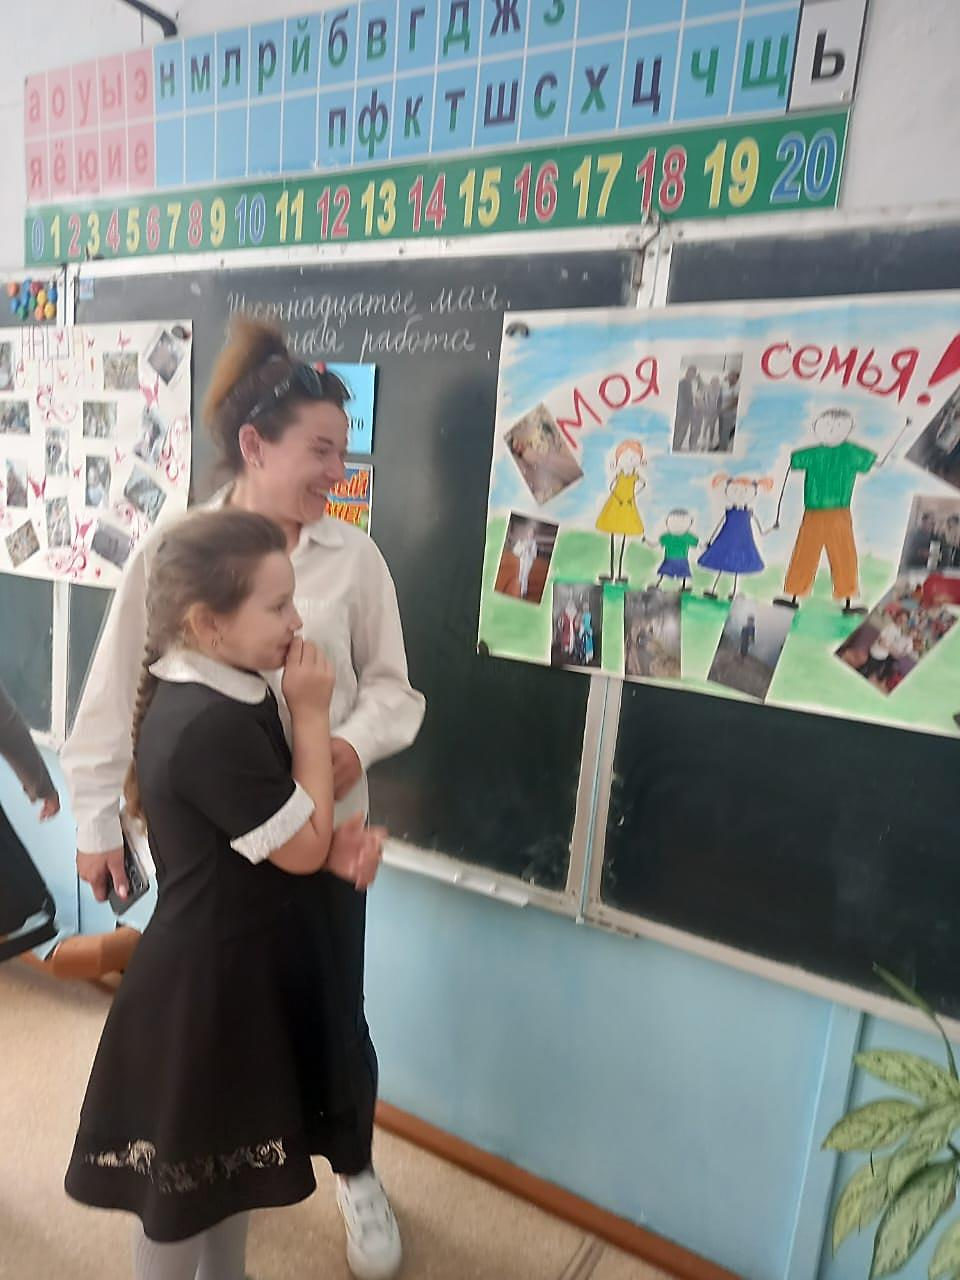 а о у ы э н м л р й б в г д ж з ь
п ф к т ш с х ц ч щ
я ё ю и е
0 1 2 3 4 5 6 7 8 9 10 11 12 13 14 15 16 17 18 19 20
Шестнадцатое мая.
работа
МОЯ СЕМЬЯ!